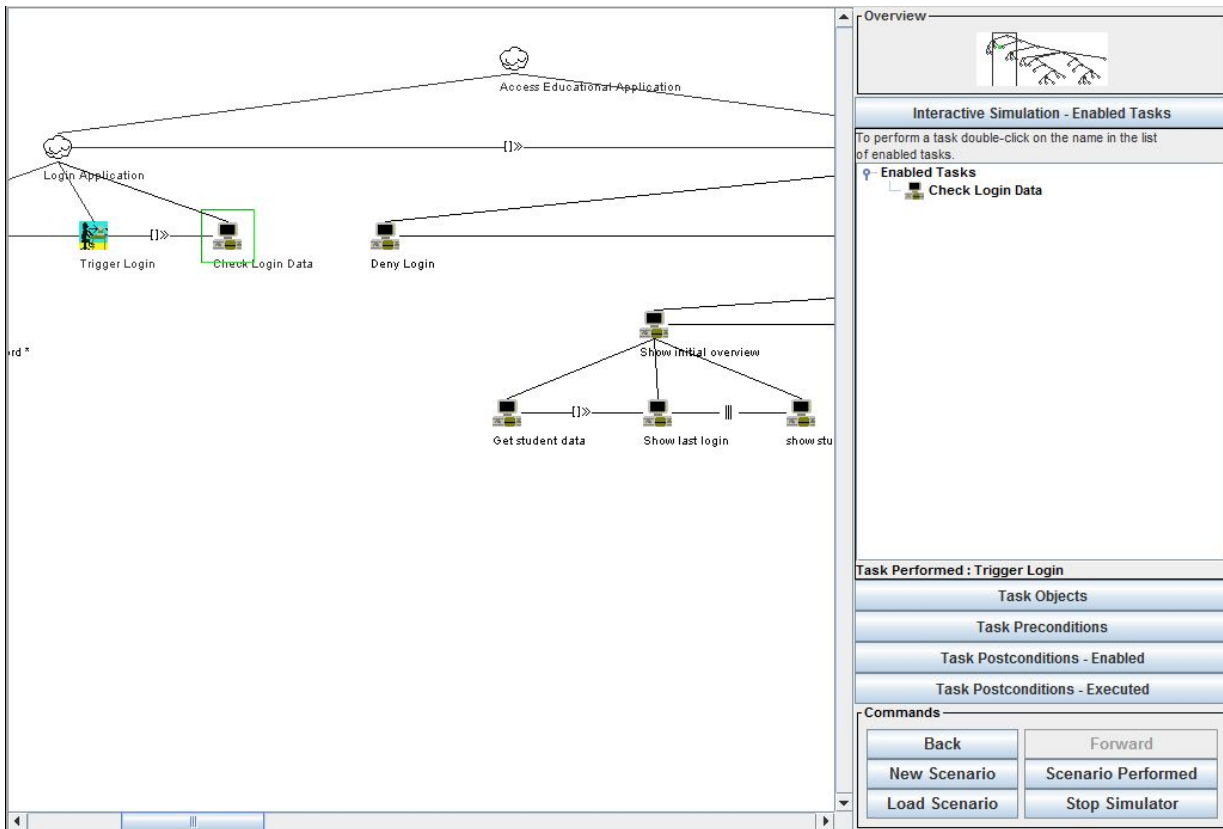 Access Educational Application
Login Application
[]»
Trigger Login
[]»
Check Login Data
Deny Login
ord *
Show initial overview
Get student data
[]»
Show last login
|||
show stu
Overview
Interactive Simulation - Enabled Tasks
To perform a task double-click on the name in the list
of enabled tasks.
Enabled Tasks
Check Login Data
Task Performed : Trigger Login
Task Objects
Task Preconditions
Task Postconditions - Enabled
Task Postconditions - Executed
Commands
Back
Forward
New Scenario
Scenario Performed
Load Scenario
Stop Simulator